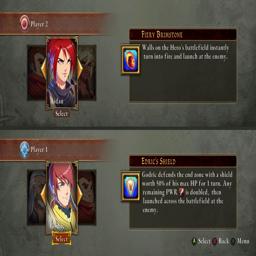 Player 2
Fiery Brimstone
Walls on the Hero's battlefield instantly
turn into fire and launch at the enemy.
Aidan
Select
Player 1
Edric's Shield
Godric defends the end zone with a shield
worth 50% of his max HP for 1 turn. Any
remaining PWR is doubled, then
launched across the battlefield at the
enemy.
Select
Select Back Menu